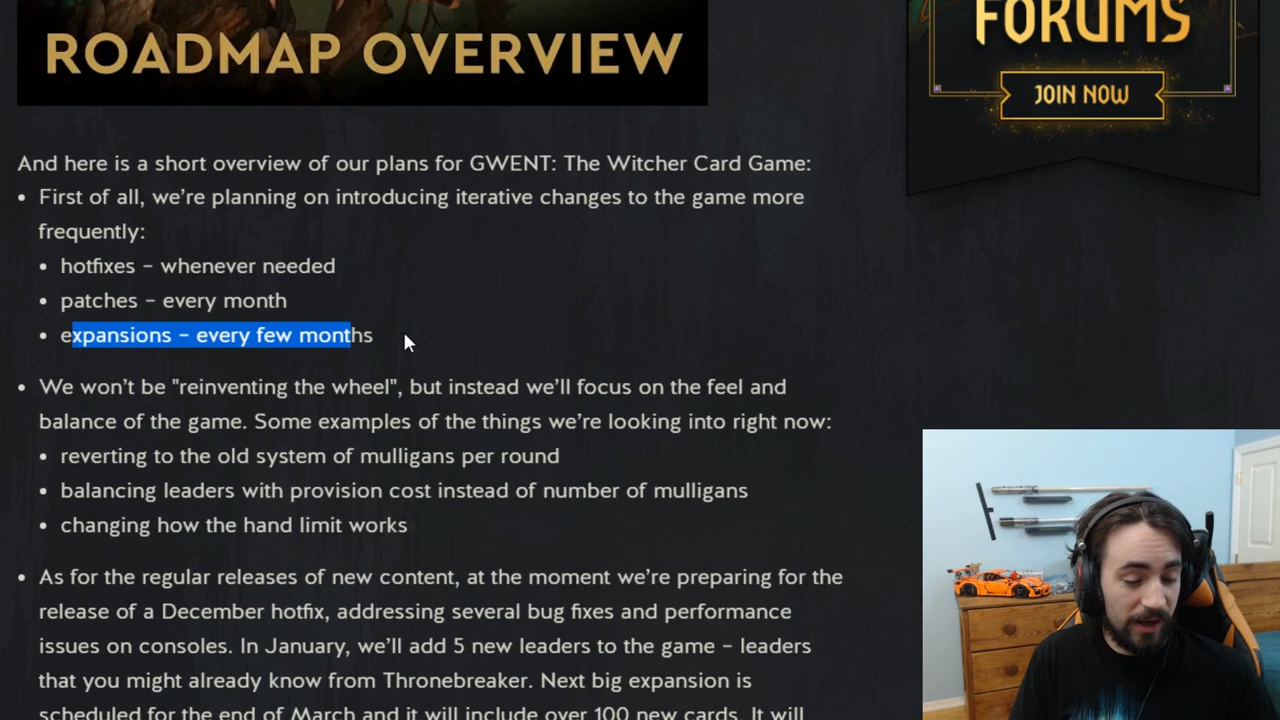 ROADMAP OVERVIEW
FORUMS
JOIN NOW
And here is a short overview of our plans for GWENT: The Witcher Card Game:
• First of all, we're planning on introducing iterative changes to the game more
frequently:
• hotfixes – whenever needed
• patches – every month
• expansions – every few months
• We won't be "reinventing the wheel", but instead we'll focus on the feel and
balance of the game. Some examples of the things we're looking into right now:
• reverting to the old system of mulligans per round
• balancing leaders with provision cost instead of number of mulligans
• changing how the hand limit works
• As for the regular releases of new content, at the moment we're preparing for the
release of a December hotfix, addressing several bug fixes and performance
issues on consoles. In January, we'll add 5 new leaders to the game – leaders
that you might already know from Thronebreaker. Next big expansion is
scheduled for the end of March and it will include over 100 new cards. It will